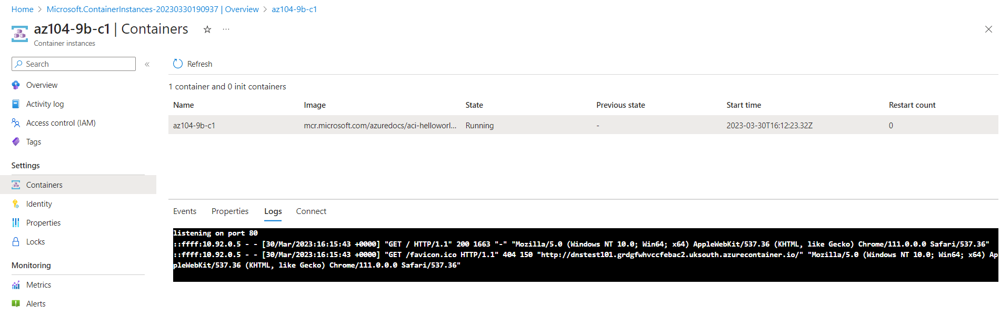 Home > Microsoft.ContainerInstances-20230330190937 | Overview > az104-9b-c1
az104-9b-c1 | Containers
Container instances
Search
«
Refresh
Overview
Activity log
Access control (IAM)
Tags
Settings
Containers
Identity
Properties
Locks
Monitoring
Metrics
Alerts
1 container and 0 init containers
Name Image State Previous state Start time Restart count
az104-9b-c1 mcr.microsoft.com/azuredocs/aci-helloworl... Running - 2023-03-30T16:12:23.32Z 0
Events Properties Logs Connect
listening on port 80
::ffff:10.92.0.5 - - [30/Mar/2023:16:15:43 +0000] "GET / HTTP/1.1" 200 1663 "-" "Mozilla/5.0 (Windows NT 10.0; Win64; x64) AppleWebKit/537.36 (KHTML, like Gecko) Chrome/111.0.0.0 Safari/537.36"
::ffff:10.92.0.5 - - [30/Mar/2023:16:15:43 +0000] "GET /favicon.ico HTTP/1.1" 404 150 "http://dnstest101.grdgfwhvccfebac2.uksouth.azurecontainer.io/" "Mozilla/5.0 (Windows NT 10.0; Win64; x64) Ap
pleWebKit/537.36 (KHTML, like Gecko) Chrome/111.0.0.0 Safari/537.36"